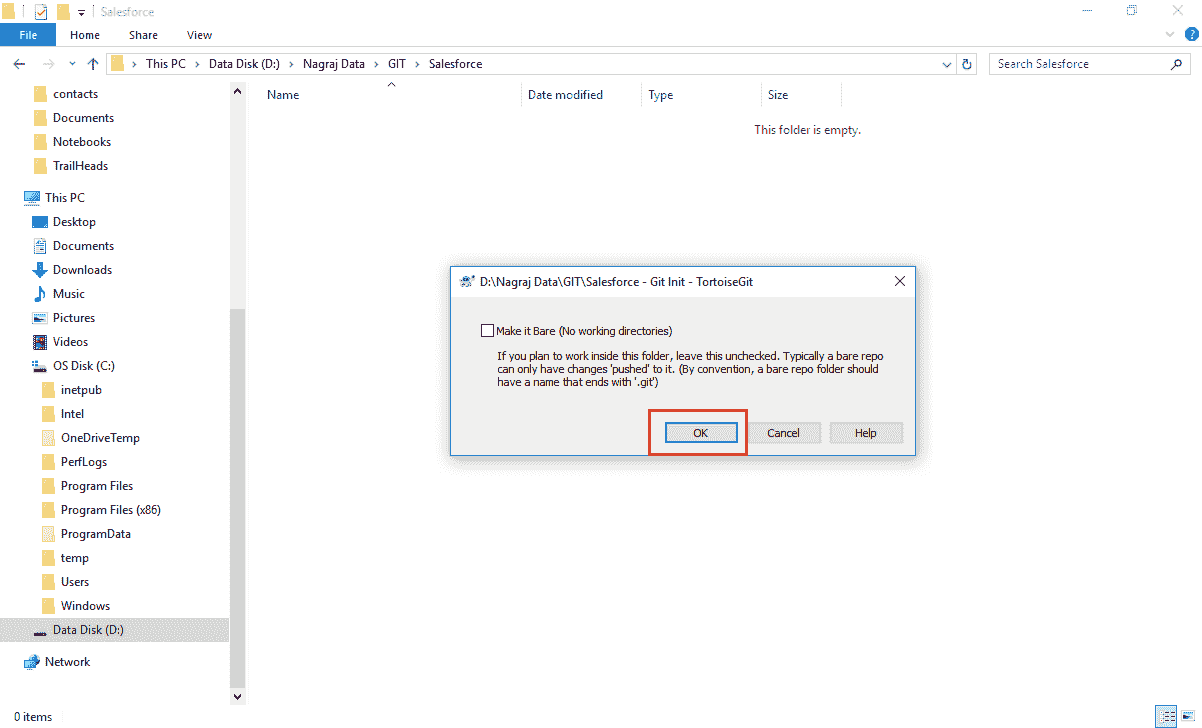 Salesforce
File Home Share View
This PC Data Disk (D:) Nagraj Data GIT Salesforce
Search Salesforce
contacts
Documents
Notebooks
TrailHeads
This PC
Desktop
Documents
Downloads
Music
Pictures
Videos
OS Disk (C:)
inetpub
Intel
OneDriveTemp
PerfLogs
Program Files
Program Files (x86)
ProgramData
temp
Users
Windows
Data Disk (D:)
Network
Name Date modified Type Size
This folder is empty.
D:\Nagraj Data\GIT\Salesforce - Git Init - TortoiseGit
Make it Bare (No working directories)
If you plan to work inside this folder, leave this unchecked. Typically a bare repo
can only have changes 'pushed' to it. (By convention, a bare repo folder should
have a name that ends with '.git')
OK Cancel Help
0 items